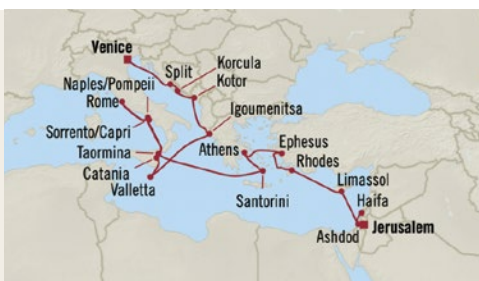 Venice
Split
Korcula
Kotor
Naples/Pompeii
Rome
Igoumenitsa
Sorrento/Capri
Taormina
Athens
Ephesus
Rhodes
Catania
Valletta
Limassol
Santorini
Haifa
Jerusalem
Ashdod